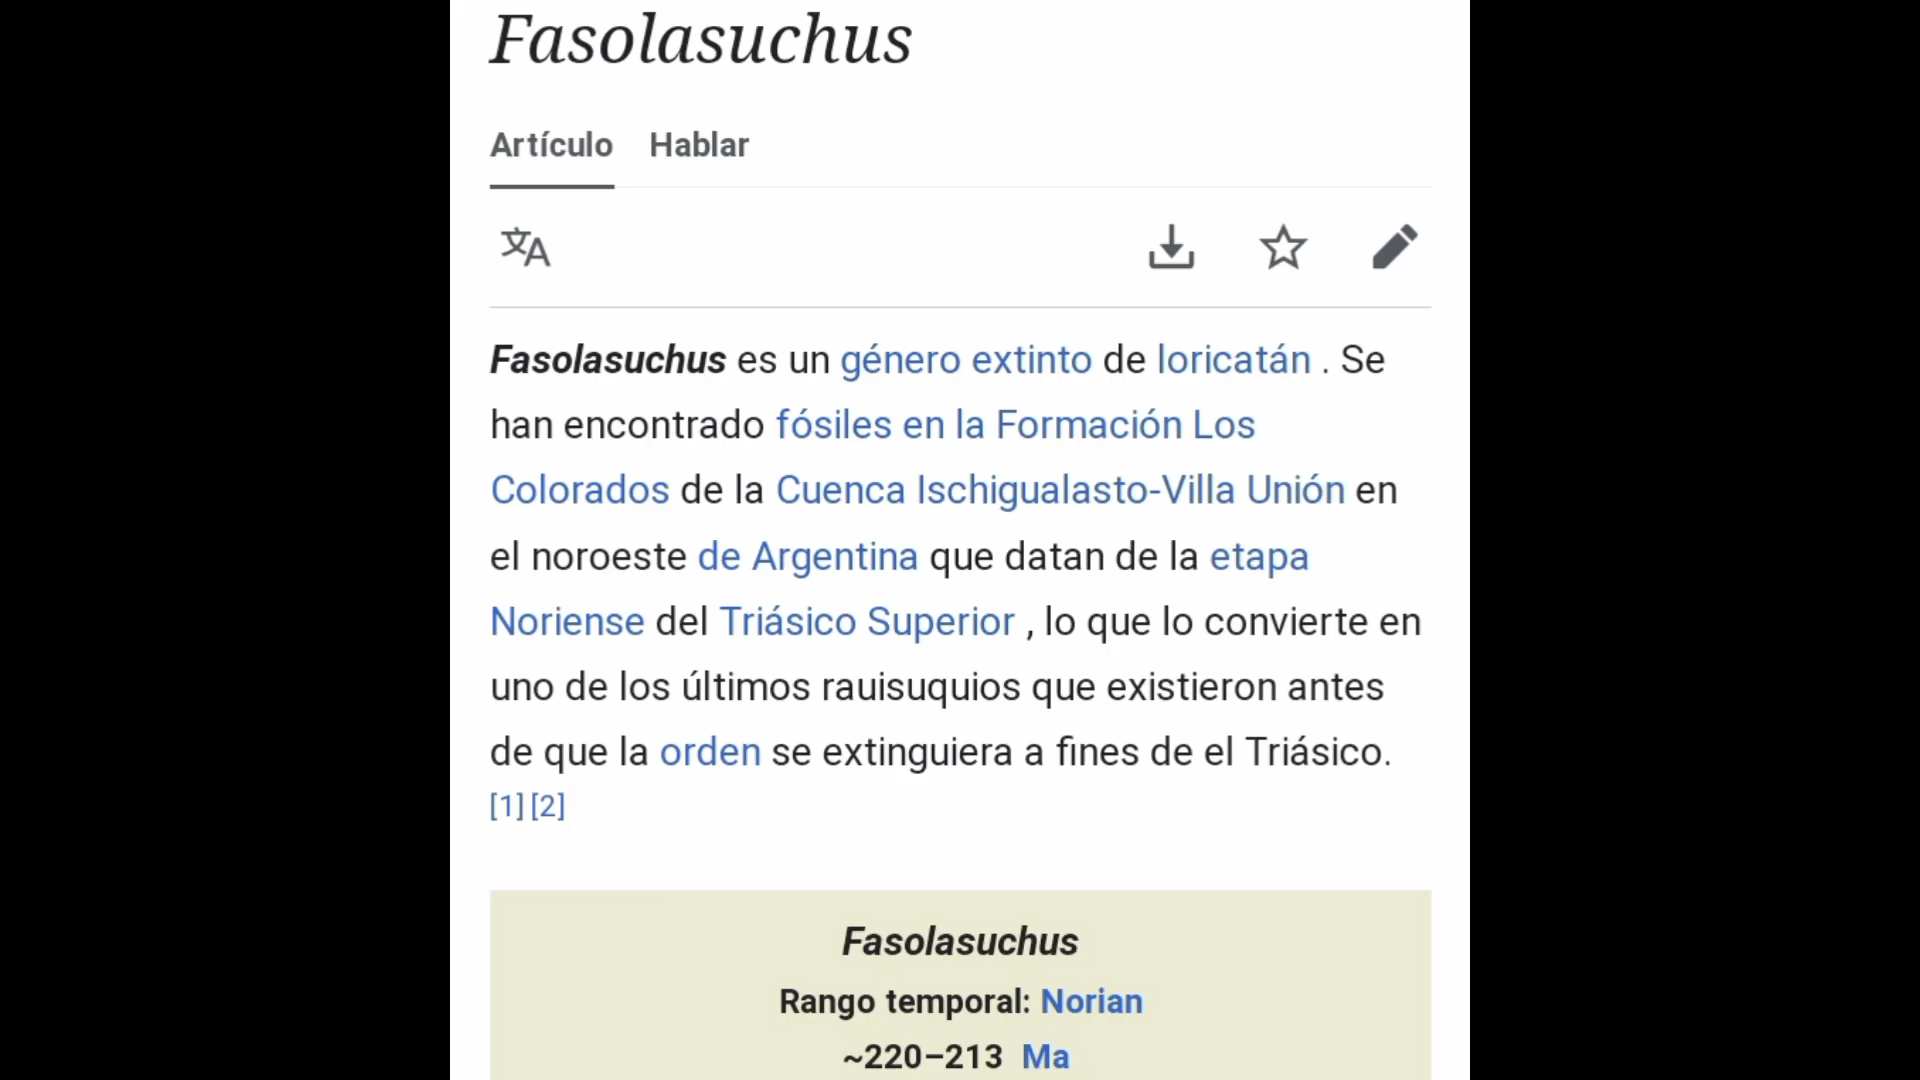 Fasolasuchus
Artículo Hablar
文A
Fasolasuchus es un género extinto de loricatán . Se
han encontrado fósiles en la Formación Los
Colorados de la Cuenca Ischigualasto-Villa Unión en
el noroeste de Argentina que datan de la etapa
Noriense del Triásico Superior , lo que lo convierte en
uno de los últimos rauisuquios que existieron antes
de que la orden se extinguiera a fines de el Triásico.
[1] [2]
Fasolasuchus
Rango temporal: Norian
~220–213 Ma